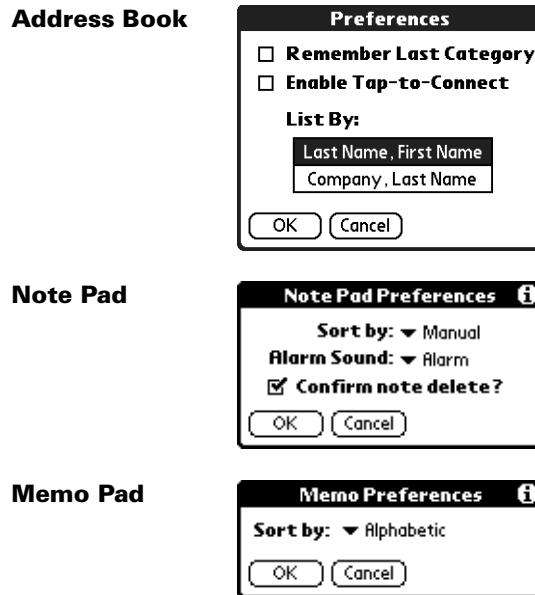 Address Book
Preferences
Remember Last Category
Enable Tap-to-Connect
List By:
Last Name, First Name
Company, Last Name
OK Cancel
Note Pad
Note Pad Preferences i
Sort by: Manual
Alarm Sound: Alarm
Confirm note delete?
OK Cancel
Memo Pad
Memo Preferences i
Sort by: Alphabetic
OK Cancel